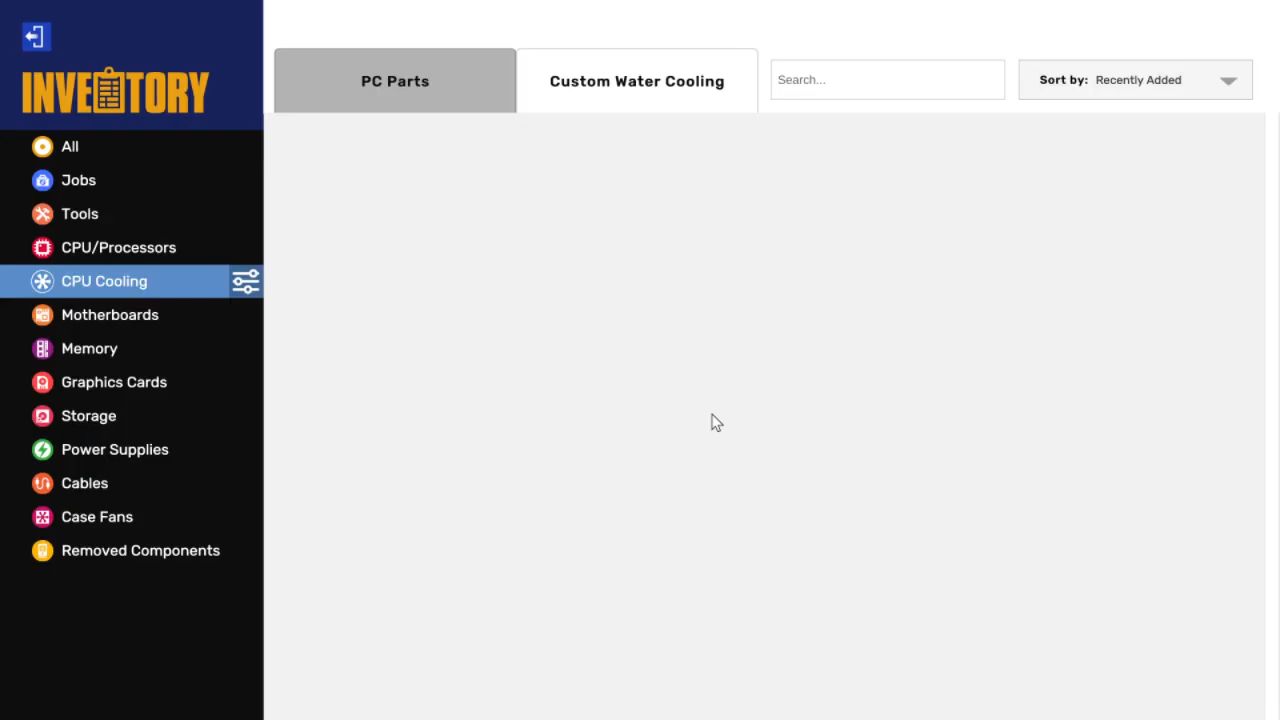 INVENTORY
PC Parts
Custom Water Cooling
Search...
Sort by: Recently Added
All
Jobs
Tools
CPU/Processors
CPU Cooling
Motherboards
Memory
Graphics Cards
Storage
Power Supplies
Cables
Case Fans
Removed Components